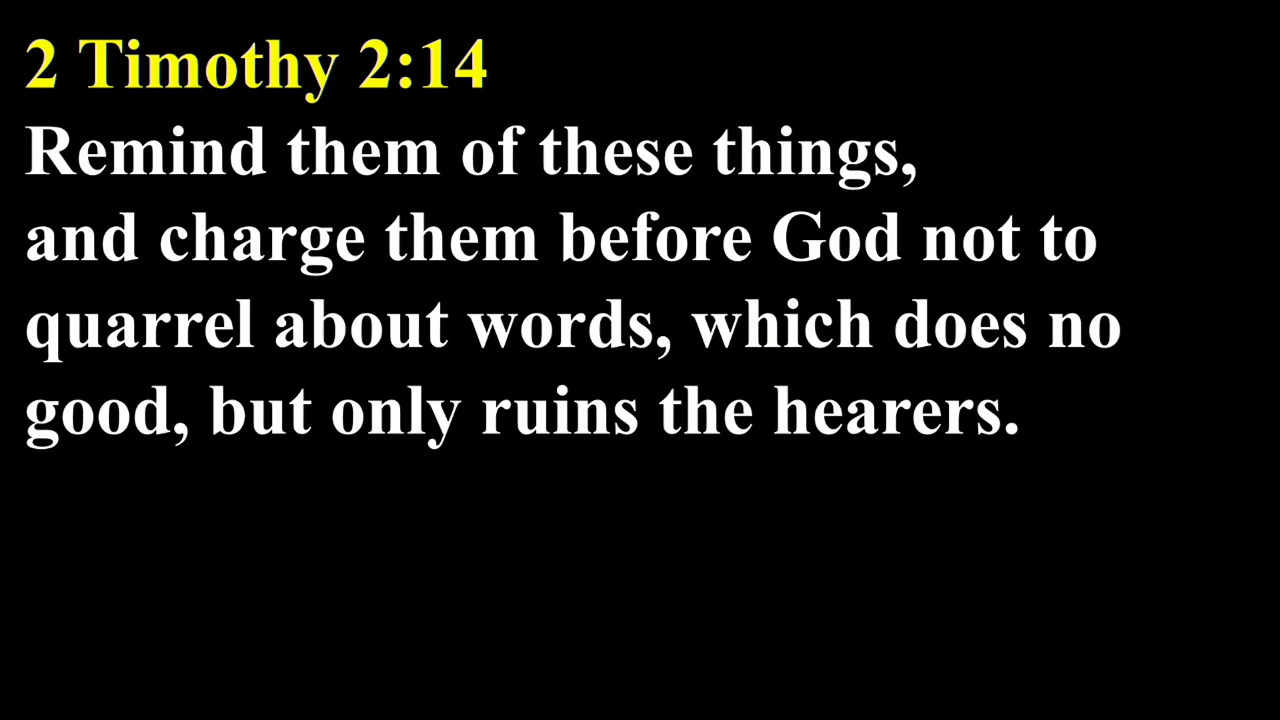 2 Timothy 2:14
Remind them of these things,
and charge them before God not to
quarrel about words, which does no
good, but only ruins the hearers.